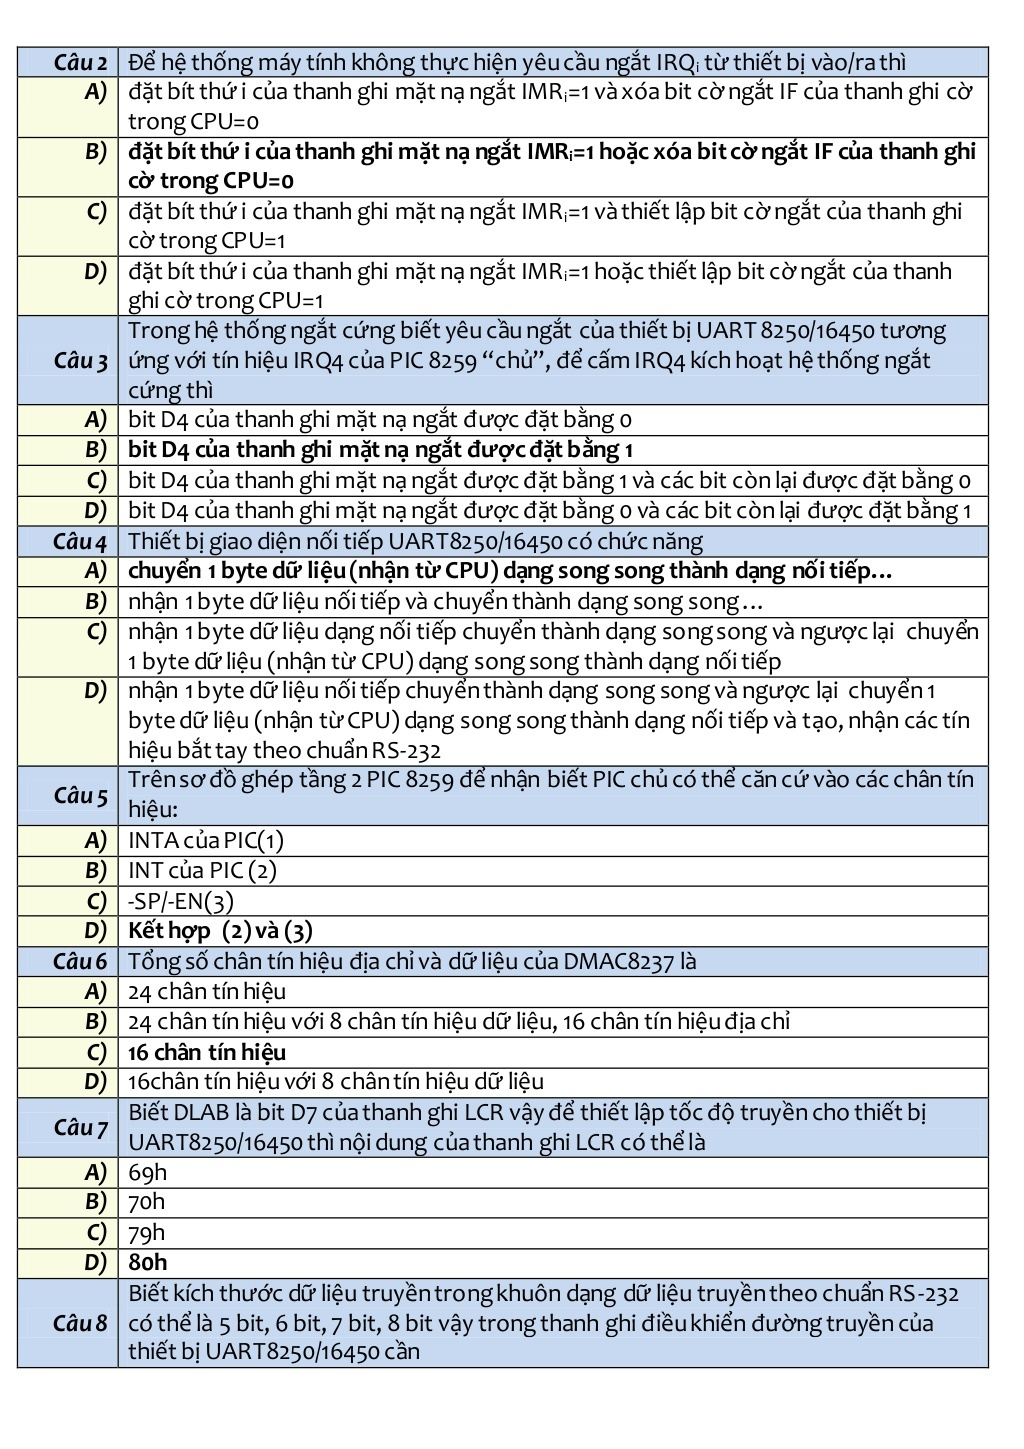 Câu 2 Để hệ thống máy tính không thực hiện yêu cầu ngắt IRQi từ thiết bị vào/ra thì
A) đặt bít thứ i của thanh ghi mặt nạ ngắt IMRi=1 và xóa bit cờ ngắt IF của thanh ghi cờ
trong CPU=0
B) đặt bít thứ i của thanh ghi mặt nạ ngắt IMRi=1 hoặc xóa bit cờ ngắt IF của thanh ghi
cờ trong CPU=0
C) đặt bít thứ i của thanh ghi mặt nạ ngắt IMRi=1 và thiết lập bit cờ ngắt của thanh ghi
cờ trong CPU=1
D) đặt bít thứ i của thanh ghi mặt nạ ngắt IMRi=1 hoặc thiết lập bit cờ ngắt của thanh
ghi cờ trong CPU=1
Trong hệ thống ngắt cứng biết yêu cầu ngắt của thiết bị UART 8250/16450 tương
Câu 3 ứng với tín hiệu IRQ4 của PIC 8259 “chủ”, để cấm IRQ4 kích hoạt hệ thống ngắt
cứng thì
A) bit D4 của thanh ghi mặt nạ ngắt được đặt bằng 0
B) bit D4 của thanh ghi mặt nạ ngắt được đặt bằng 1
C) bit D4 của thanh ghi mặt nạ ngắt được đặt bằng 1 và các bit còn lại được đặt bằng 0
D) bit D4 của thanh ghi mặt nạ ngắt được đặt bằng 0 và các bit còn lại được đặt bằng 1
Câu 4 Thiết bị giao diện nối tiếp UART8250/16450 có chức năng
A) chuyển 1 byte dữ liệu (nhận từ CPU) dạng song song thành dạng nối tiếp...
B) nhận 1 byte dữ liệu nối tiếp và chuyển thành dạng song song ...
C) nhận 1 byte dữ liệu dạng nối tiếp chuyển thành dạng song song và ngược lại chuyển
1 byte dữ liệu (nhận từ CPU) dạng song song thành dạng nối tiếp
D) nhận 1 byte dữ liệu nối tiếp chuyển thành dạng song song và ngược lại chuyển 1
byte dữ liệu (nhận từ CPU) dạng song song thành dạng nối tiếp và tạo, nhận các tín
hiệu bắt tay theo chuẩn RS-232
Câu 5 Trên sơ đồ ghép tầng 2 PIC 8259 để nhận biết PIC chủ có thể căn cứ vào các chân tín
hiệu:
A) INTA của PIC(1)
B) INT của PIC (2)
C) -SP/-EN(3)
D) Kết hợp (2) và (3)
Câu 6 Tổng số chân tín hiệu địa chỉ và dữ liệu của DMAC8237 là
A) 24 chân tín hiệu
B) 24 chân tín hiệu với 8 chân tín hiệu dữ liệu, 16 chân tín hiệu địa chỉ
C) 16 chân tín hiệu
D) 16chân tín hiệu với 8 chân tín hiệu dữ liệu
Câu 7 Biết DLAB là bit D7 của thanh ghi LCR vậy để thiết lập tốc độ truyền cho thiết bị
UART8250/16450 thì nội dung của thanh ghi LCR có thể là
A) 69h
B) 70h
C) 79h
D) 80h
Biết kích thước dữ liệu truyền trong khuôn dạng dữ liệu truyền theo chuẩn RS-232
Câu 8 có thể là 5 bit, 6 bit, 7 bit, 8 bit vậy trong thanh ghi điều khiển đường truyền của
thiết bị UART8250/16450 cần